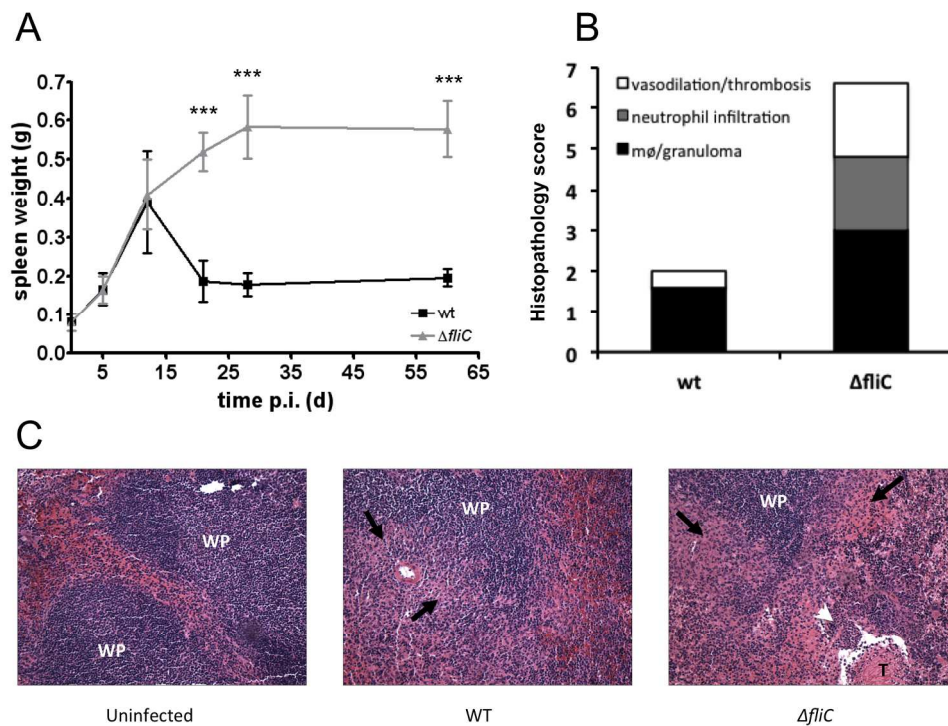 A
spleen weight (g)
0.7
0.6
0.5
0.4
0.3
0.2
0.1
0.0
***
***
***
wt
ΔfliC
5
15
25
35
45
55
65
time p.i. (d)
B
Histopathology score
7
6
5
4
3
2
1
0
vasodilation/thrombosis
neutrophil infiltration
mø/granuloma
wt
ΔfliC
C
WP
WP
WP
WP
T
Uninfected
WT
ΔfliC